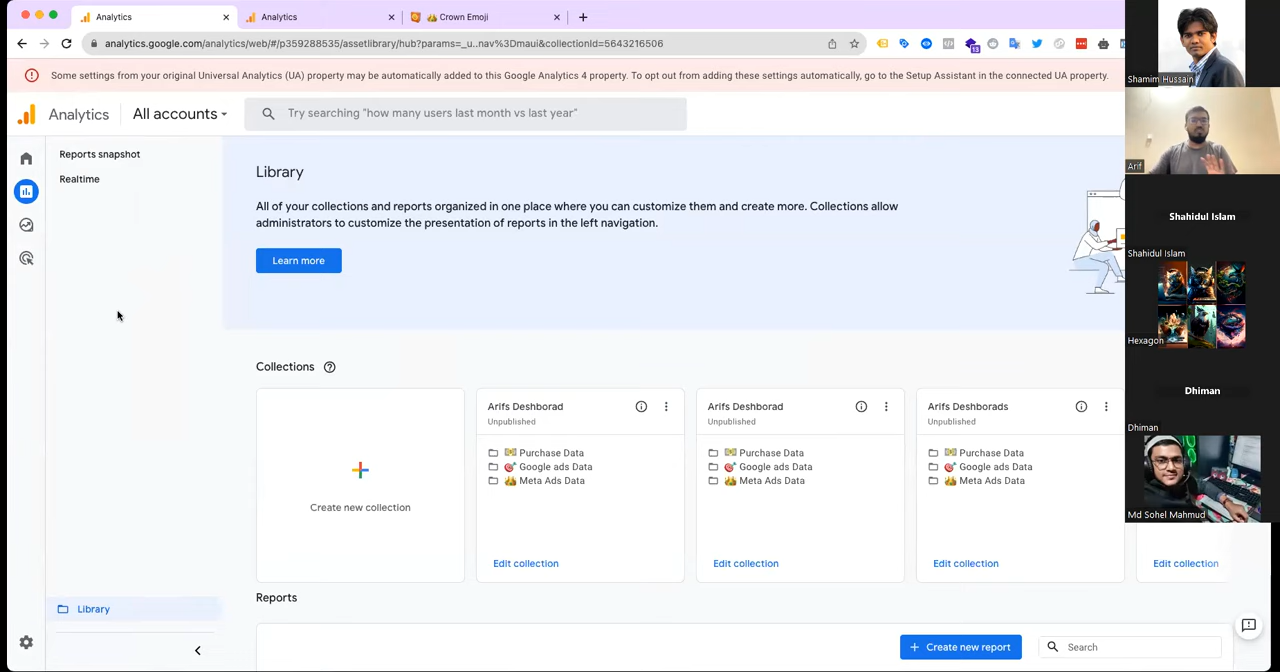 Analytics
Analytics
Crown Emoji
analytics.google.com/analytics/web/#/p359288535/assetlibrary/hub?params=_u..nav%3Dmaui&collectionId=5643216506
13
Some settings from your original Universal Analytics (UA) property may be automatically added to this Google Analytics 4 property. To opt out from adding these settings automatically, go to the Setup Assistant in the connected UA property.
Analytics
All accounts
Try searching "how many users last month vs last year"
Reports snapshot
Realtime
Library
All of your collections and reports organized in one place where you can customize them and create more. Collections allow
administrators to customize the presentation of reports in the left navigation.
Learn more
Collections
Create new collection
Arifs Deshborad
Unpublished
Purchase Data
Google ads Data
Meta Ads Data
Edit collection
Arifs Deshborad
Unpublished
Purchase Data
Google ads Data
Meta Ads Data
Edit collection
Arifs Deshborads
Unpublished
Purchase Data
Google ads Data
Meta Ads Data
Edit collection
Edit collection
Library
Reports
Create new report
Search
Shamim Hussain
Arif
Shahidul Islam
Shahidul Islam
Hexagon
Dhiman
Dhiman
Md Sohel Mahmud